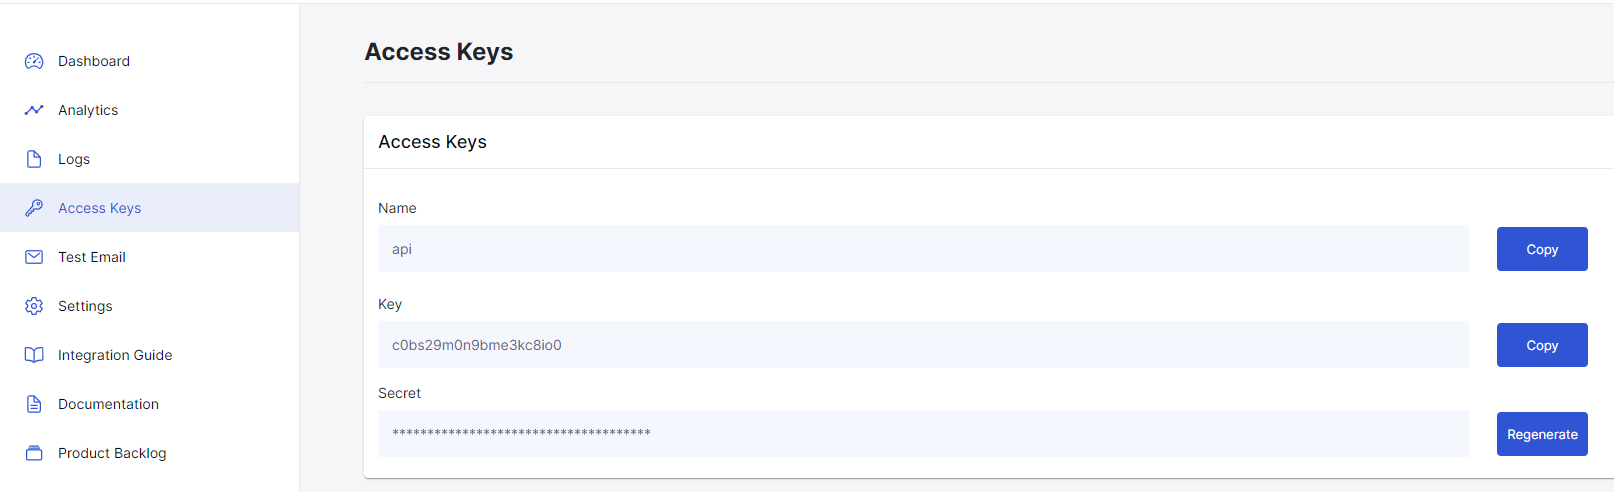 Dashboard
Analytics
Logs
Access Keys
Test Email
Settings
Integration Guide
Documentation
Product Backlog
Access Keys
Access Keys
Name
api
Copy
Key
c0bs29m0n9bme3kc8io0
Copy
Secret
*************************************
Regenerate